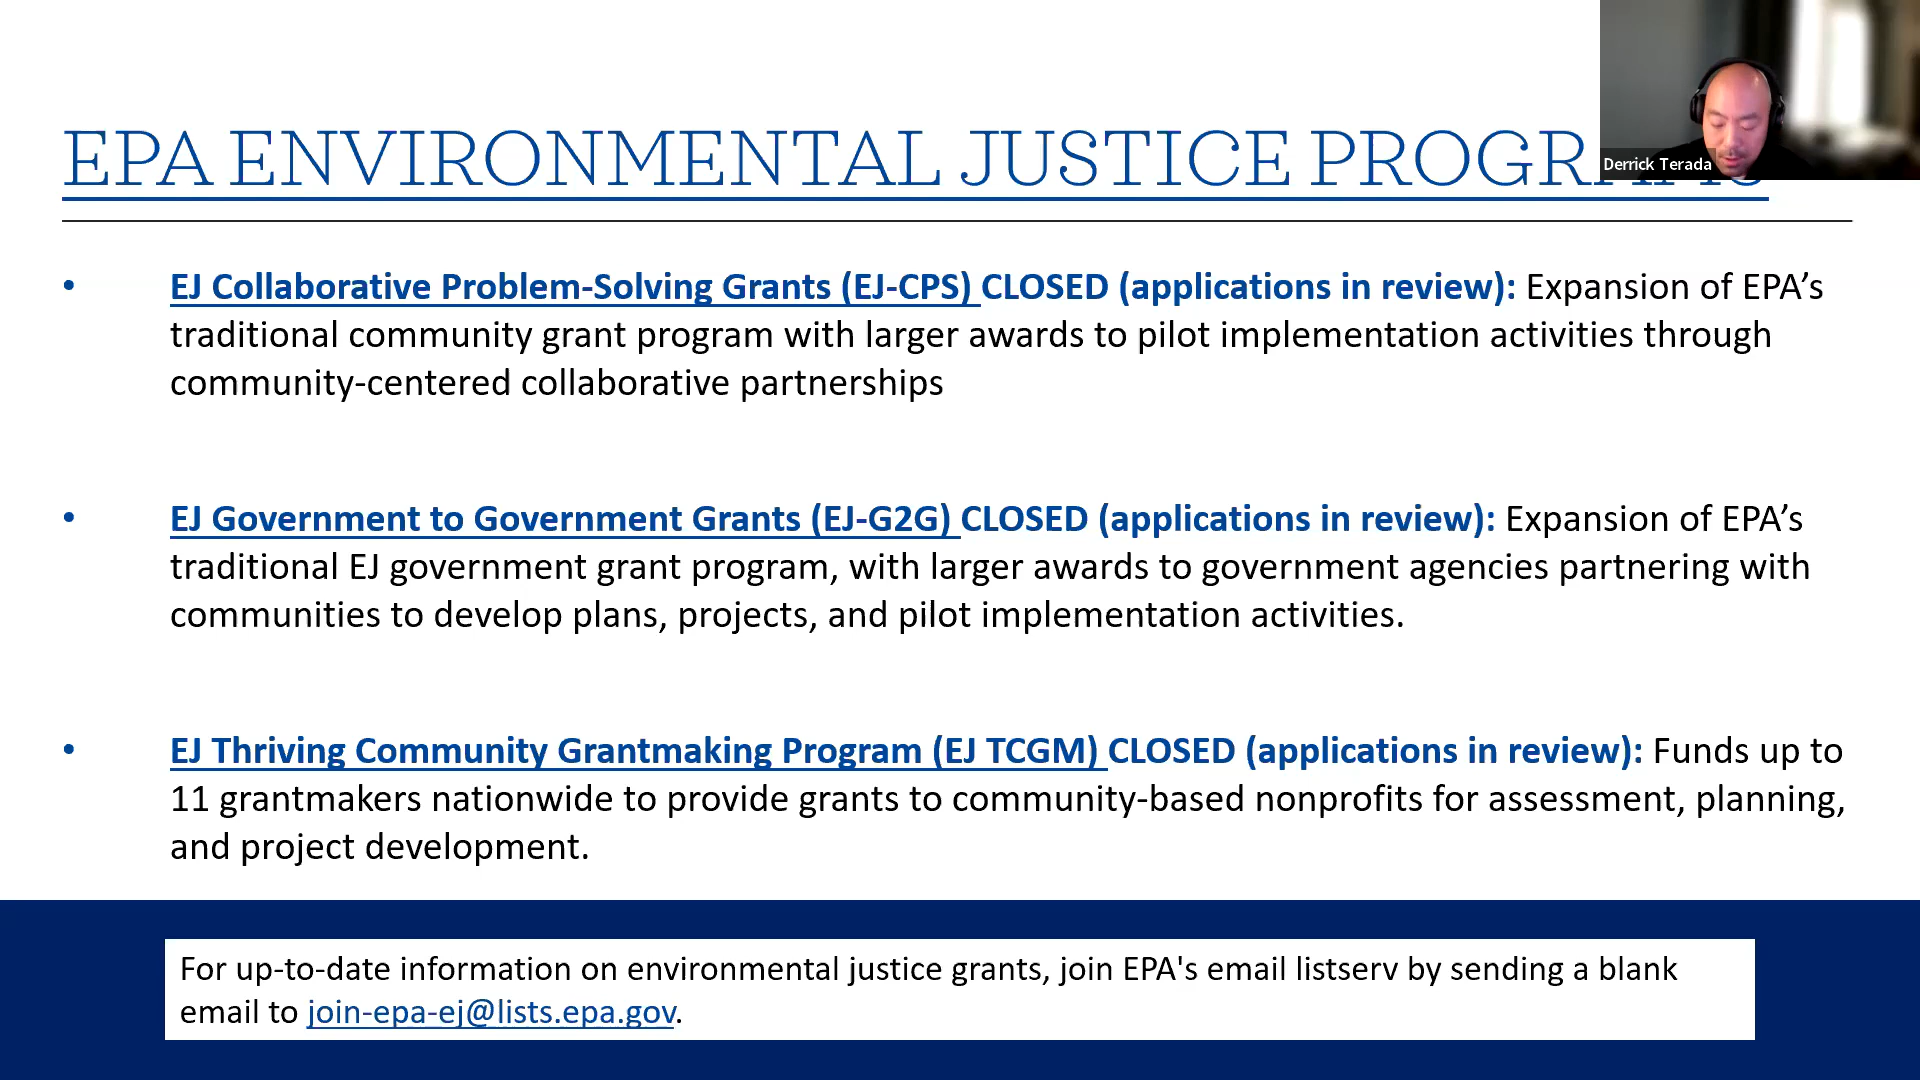 EPA ENVIRONMENTAL JUSTICE PROGRAMS
Derrick Terada
• EJ Collaborative Problem-Solving Grants (EJ-CPS) CLOSED (applications in review): Expansion of EPA’s
traditional community grant program with larger awards to pilot implementation activities through
community-centered collaborative partnerships
• EJ Government to Government Grants (EJ-G2G) CLOSED (applications in review): Expansion of EPA’s
traditional EJ government grant program, with larger awards to government agencies partnering with
communities to develop plans, projects, and pilot implementation activities.
• EJ Thriving Community Grantmaking Program (EJ TCGM) CLOSED (applications in review): Funds up to
11 grantmakers nationwide to provide grants to community-based nonprofits for assessment, planning,
and project development.
For up-to-date information on environmental justice grants, join EPA's email listserv by sending a blank
email to join-epa-ej@lists.epa.gov.